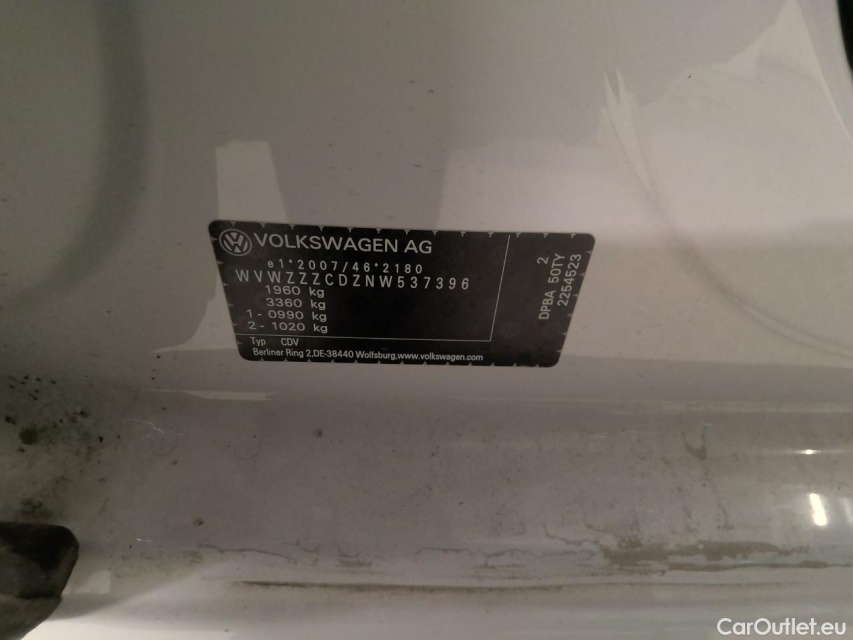 VOLKSWAGEN AG
e1*2007/46*2180
WVWZZZCDZNW537396
1960 kg
3360 kg
1- 0990 kg
2- 1020 kg
Typ CDV
Berliner Ring 2,DE-38440 Wolfsburg,www.volkswagen.com
2
DPBA 50TY
2254523
CarOutlet.eu